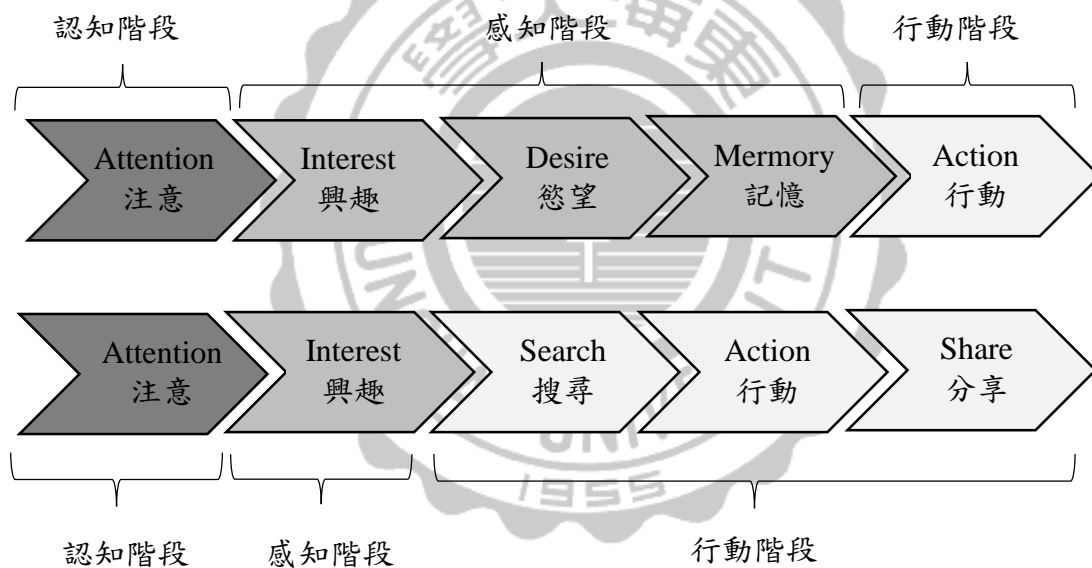 認知階段
感知階段
行動階段
Attention
注意
Interest
興趣
Desire
慾望
Mermory
記憶
Action
行動
Attention
注意
Interest
興趣
Search
搜尋
Action
行動
Share
分享
認知階段
感知階段
行動階段
1955